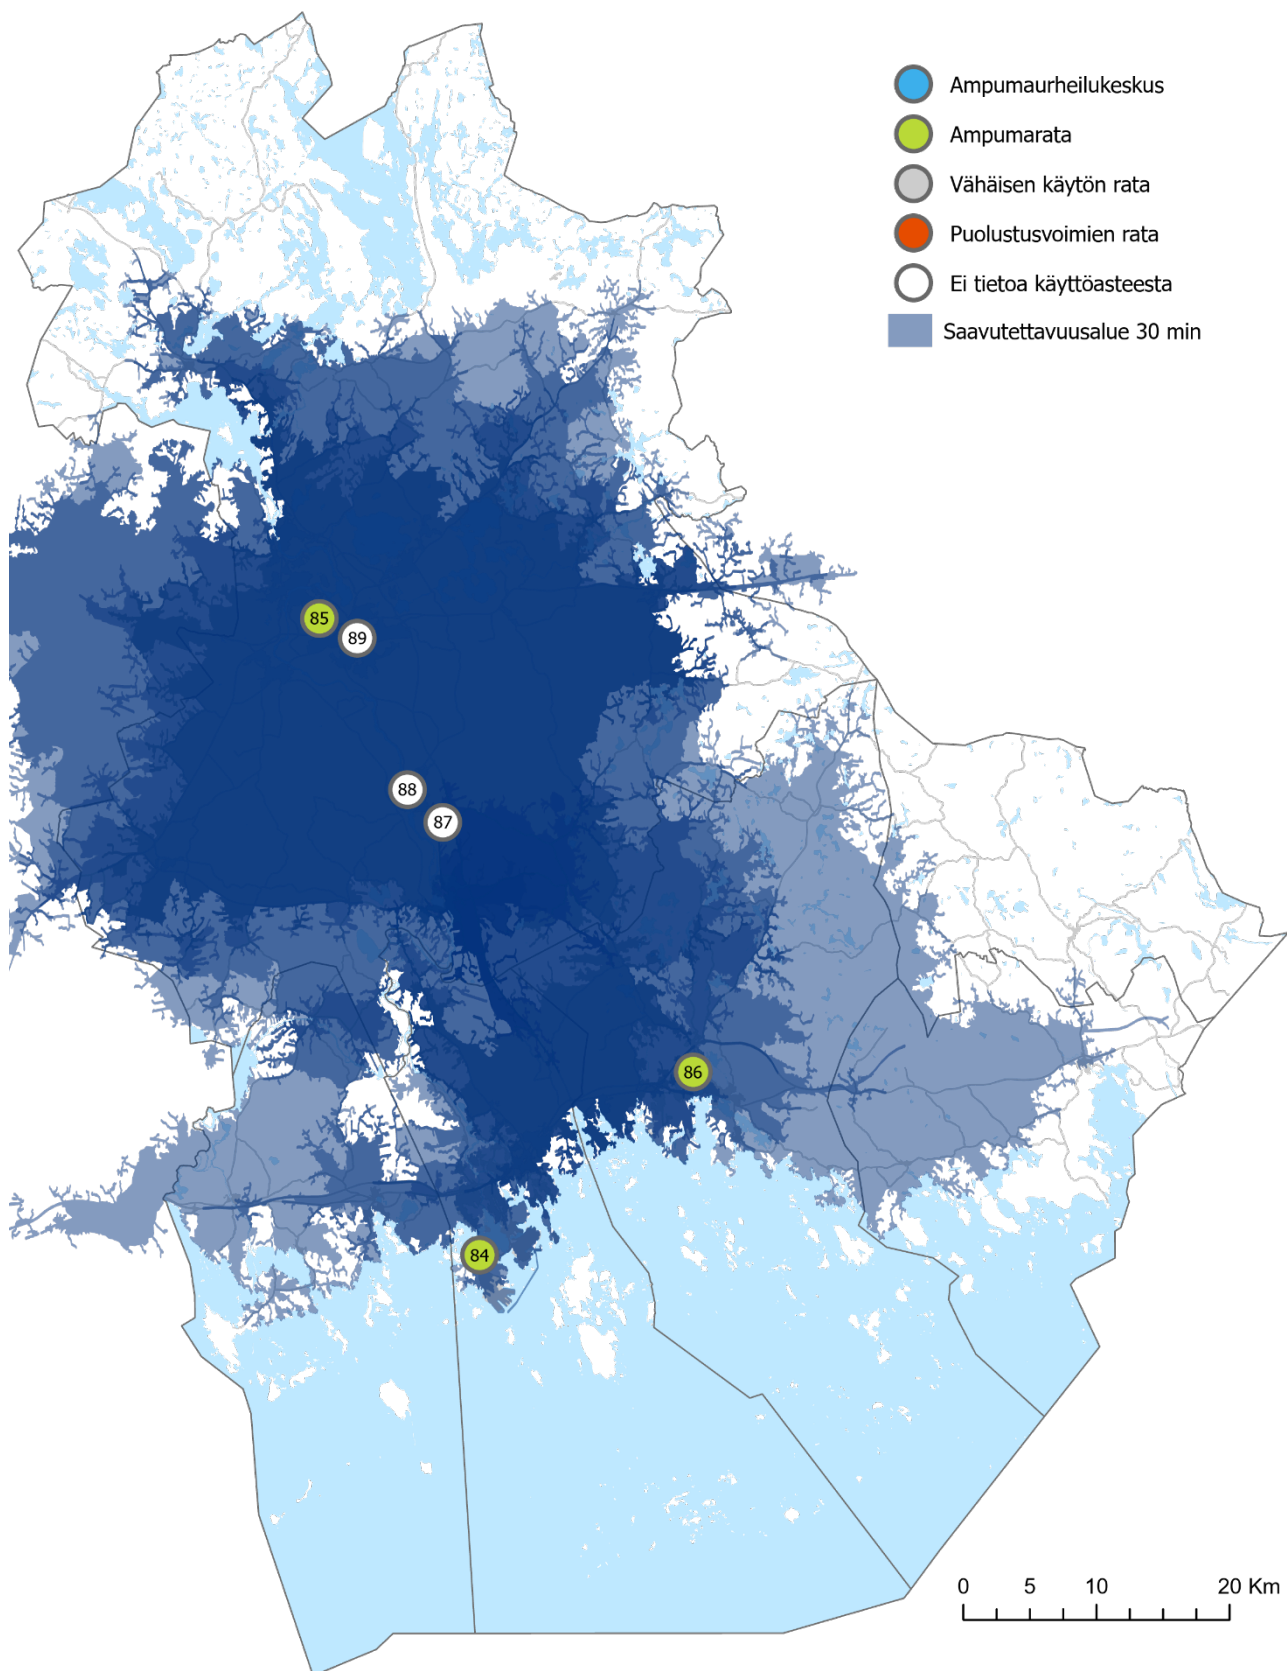 Ampumaurheilukeskus
Ampumarata
Vähäisen käytön rata
Puolustusvoimien rata
Ei tietoa käyttöasteesta
Saavutettavuusalue 30 min
85
89
88
87
86
84
0 5 10 20 Km